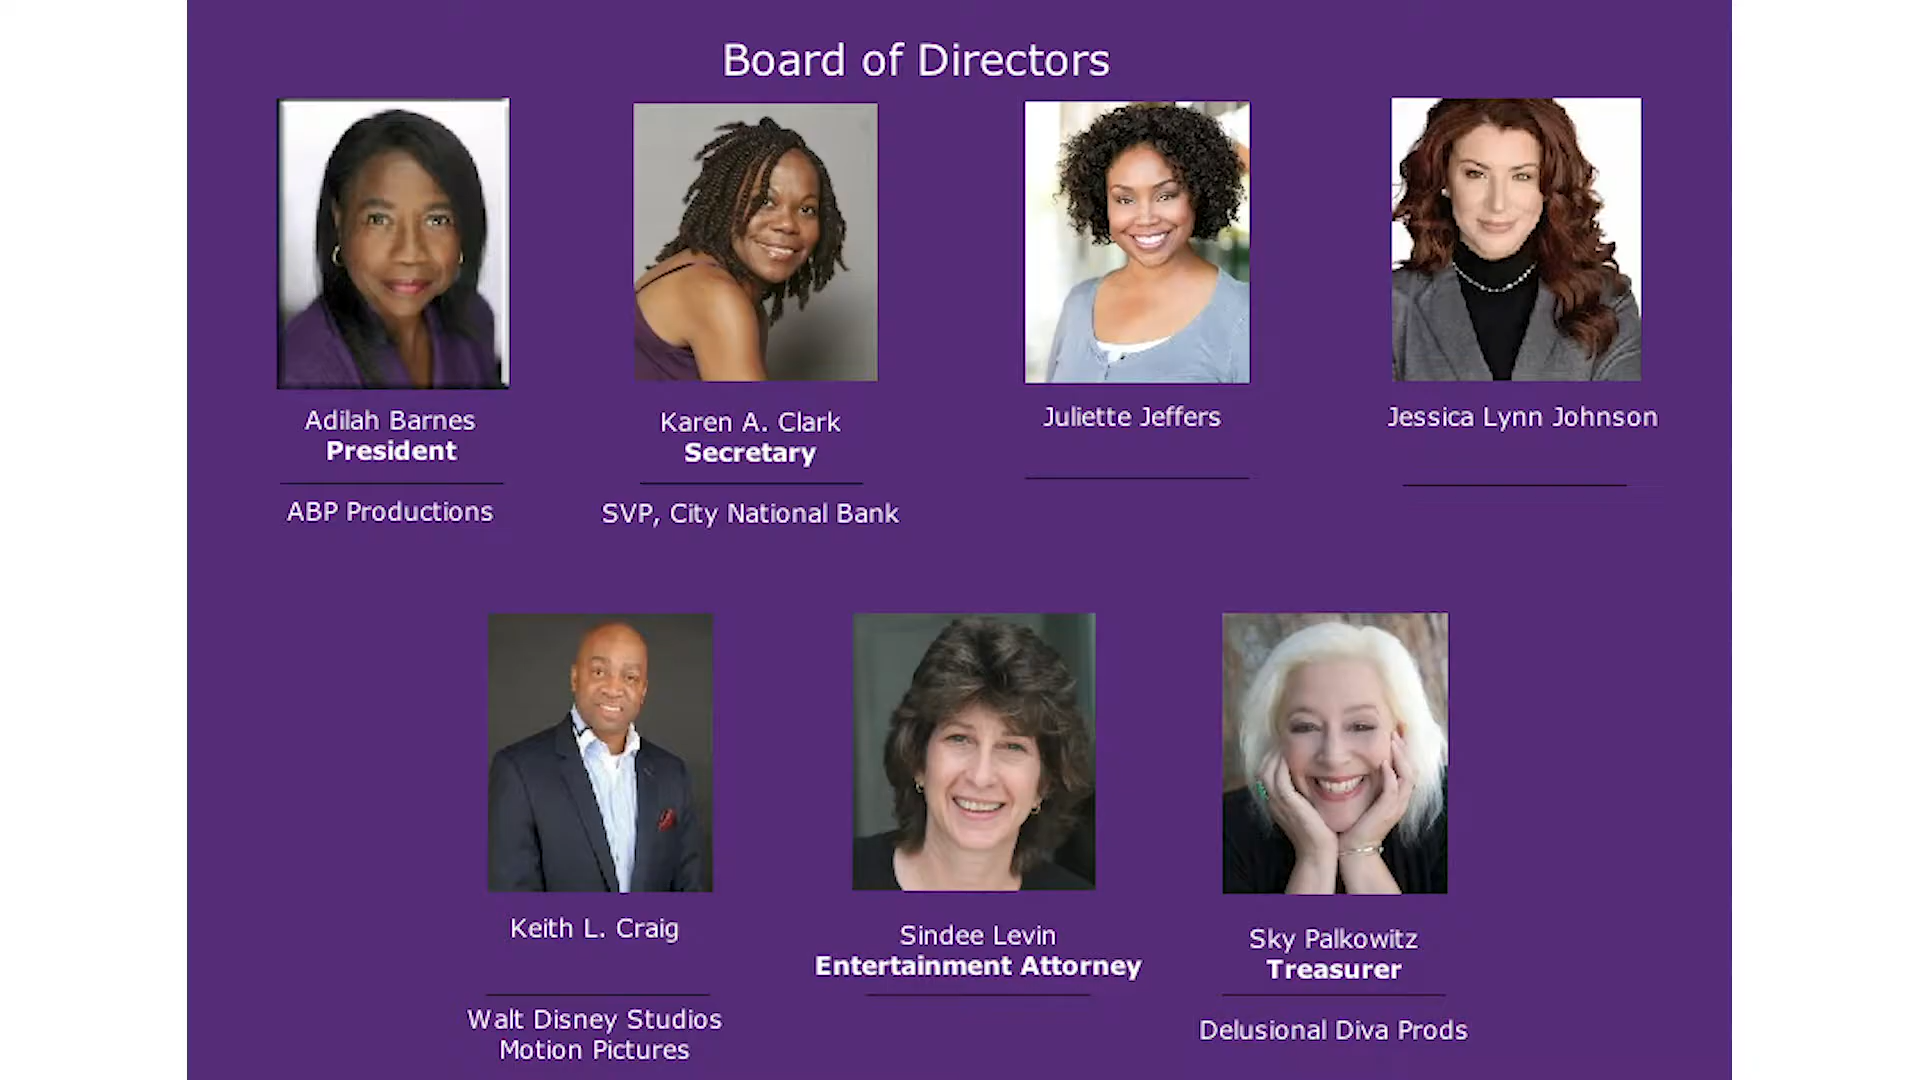 Board of Directors
Adilah Barnes
President
ABP Productions
Karen A. Clark
Secretary
SVP, City National Bank
Juliette Jeffers
Jessica Lynn Johnson
Keith L. Craig
Walt Disney Studios
Motion Pictures
Sindee Levin
Entertainment Attorney
Sky Palkowitz
Treasurer
Delusional Diva Prods